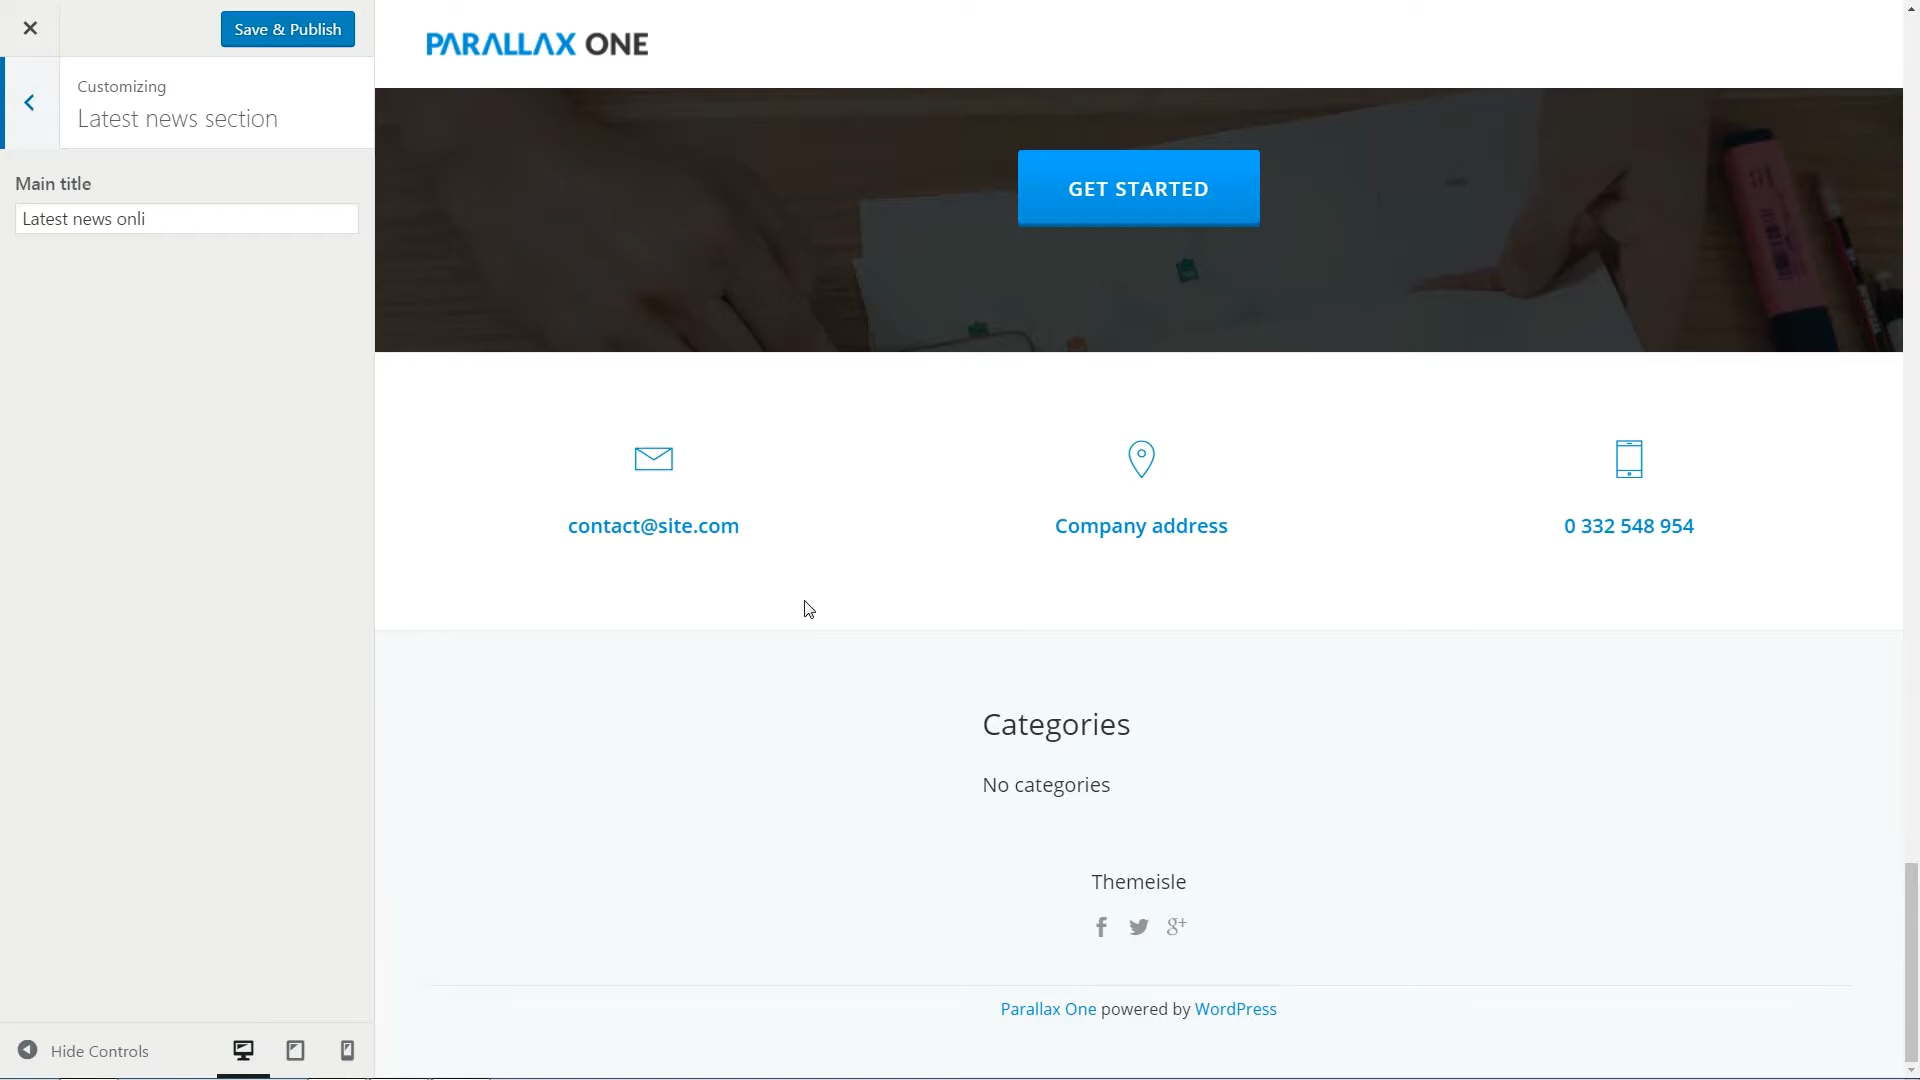 Save & Publish
Customizing
Latest news section
Main title
Latest news onli
Hide Controls
PARALLAX ONE
GET STARTED
contact@site.com
Company address
0 332 548 954
Categories
No categories
Themeisle
Parallax One powered by WordPress